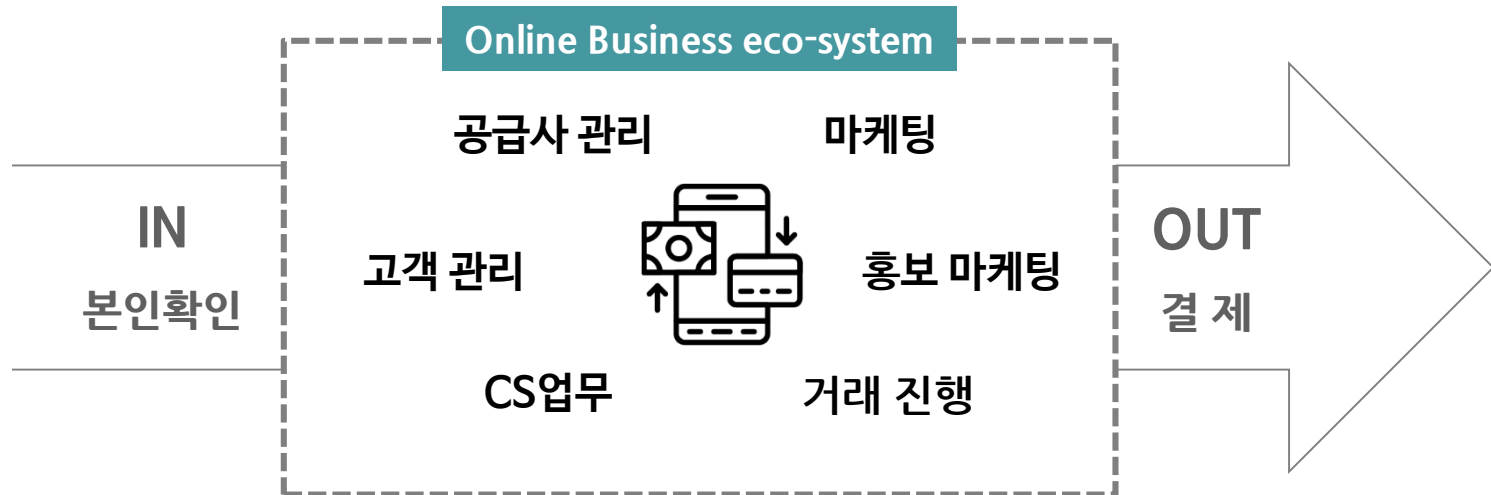 Online Business eco-system
공급사 관리
마케팅
IN
본인확인
고객 관리
홍보 마케팅
OUT
결 제
CS업무
거래 진행